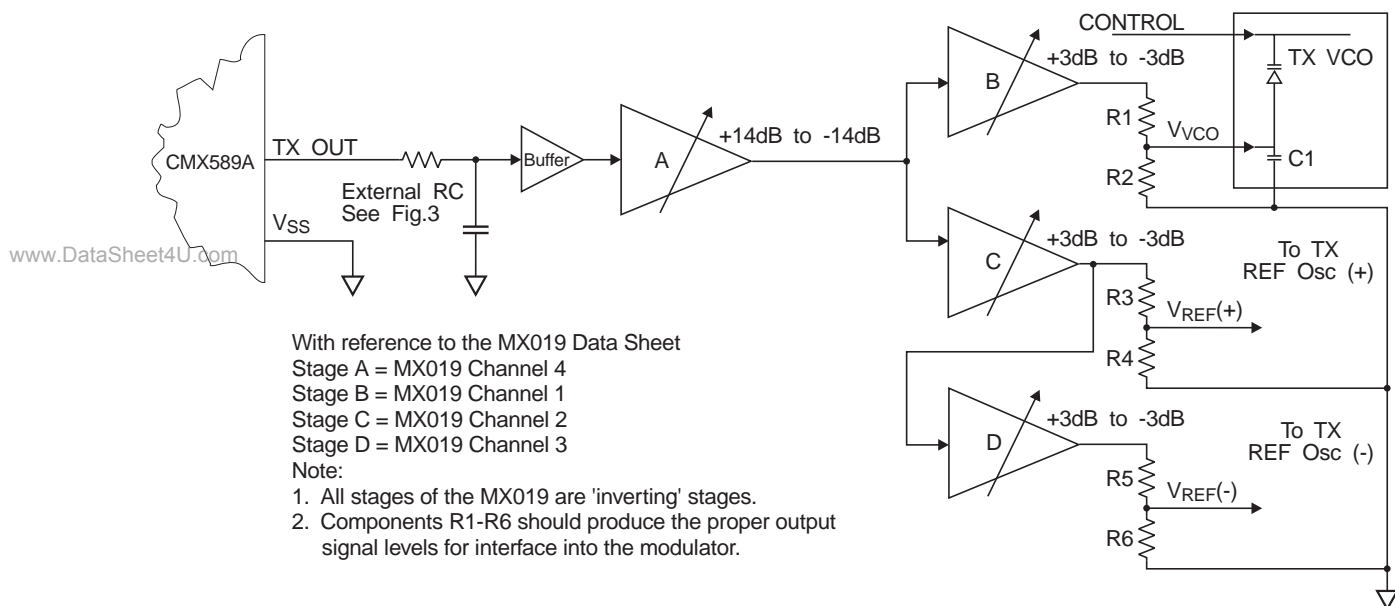 CONTROL
+3dB to -3dB
TX VCO
B
R1
TX OUT
+14dB to -14dB
VVCO
CMX589A
Buffer
A
C1
R2
External RC
See Fig.3
VSS
www.DataSheet4U.com
+3dB to -3dB
To TX
REF Osc (+)
C
R3
VREF(+)
R4
With reference to the MX019 Data Sheet
Stage A = MX019 Channel 4
Stage B = MX019 Channel 1
Stage C = MX019 Channel 2
Stage D = MX019 Channel 3
Note:
1. All stages of the MX019 are 'inverting' stages.
2. Components R1-R6 should produce the proper output
signal levels for interface into the modulator.
+3dB to -3dB
To TX
REF Osc (-)
D
R5
VREF(-)
R6